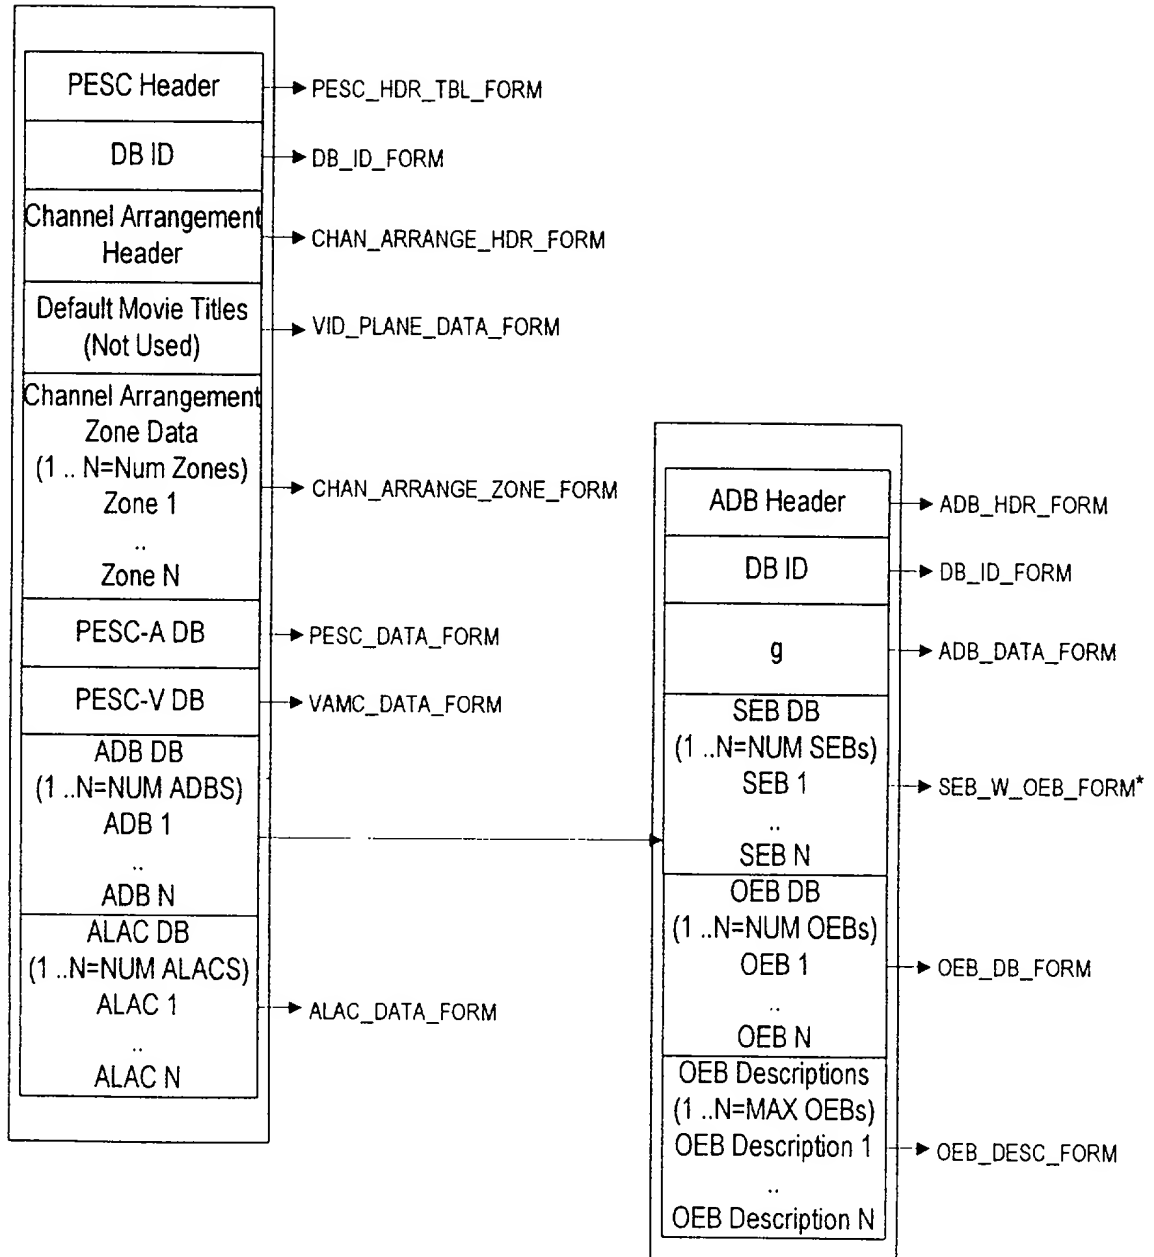 PESC Header
PESC_HDR_TBL_FORM
DB ID
DB_ID_FORM
Channel Arrangement
Header
CHAN_ARRANGE_HDR_FORM
Default Movie Titles
(Not Used)
VID_PLANE_DATA_FORM
Channel Arrangement
Zone Data
(1 .. N=Num Zones)
Zone 1
..
Zone N
CHAN_ARRANGE_ZONE_FORM
PESC-A DB
PESC_DATA_FORM
PESC-V DB
VAMC_DATA_FORM
ADB DB
(1 ..N=NUM ADBS)
ADB 1
..
ADB N
ALAC DB
(1 ..N=NUM ALACS)
ALAC 1
..
ALAC N
ALAC_DATA_FORM
ADB Header
ADB_HDR_FORM
DB ID
DB_ID_FORM
g
ADB_DATA_FORM
SEB DB
(1 ..N=NUM SEBs)
SEB 1
..
SEB N
SEB_W_OEB_FORM*
OEB DB
(1 ..N=NUM OEBs)
OEB 1
..
OEB N
OEB_DB_FORM
OEB Descriptions
(1 ..N=MAX OEBs)
OEB Description 1
..
OEB Description N
OEB_DESC_FORM